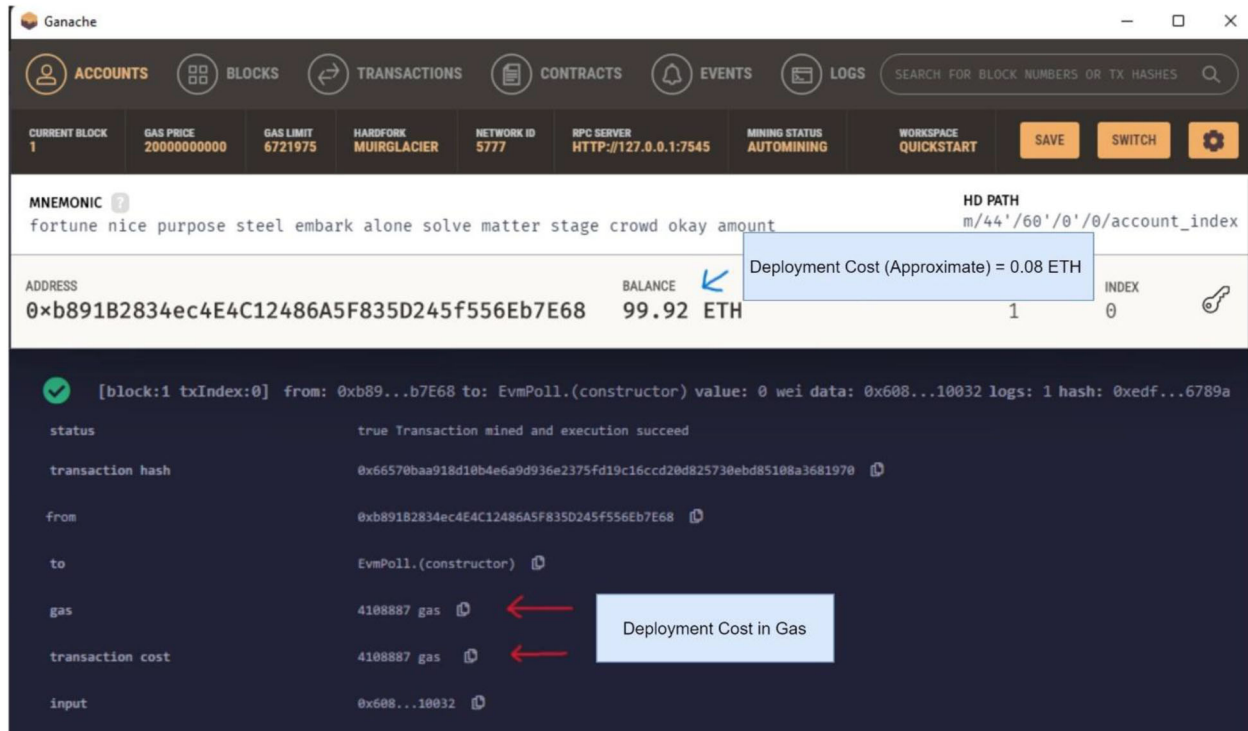 Ganache
ACCOUNTS BLOCKS TRANSACTIONS CONTRACTS EVENTS LOGS SEARCH FOR BLOCK NUMBERS OR TX HASHES
CURRENT BLOCK GAS PRICE GAS LIMIT HARDFORK NETWORK ID RPC SERVER MINING STATUS WORKSPACE
1 20000000000 6721975 MUIRGLACIER 5777 HTTP://127.0.0.1:7545 AUTOMINING QUICKSTART SAVE SWITCH
MNEMONIC ? HD PATH
fortune nice purpose steel embark alone solve matter stage crowd okay amount m/44'/60'/0'/0/account_index
Deployment Cost (Approximate) = 0.08 ETH
ADDRESS BALANCE INDEX
0×b891B2834ec4E4C12486A5F835D245f556Eb7E68 99.92 ETH 1 0
[block:1 txIndex:0] from: 0xb89...b7E68 to: EvmPoll.(constructor) value: 0 wei data: 0x608...10032 logs: 1 hash: 0xedf...6789a
status true Transaction mined and execution succeed
transaction hash 0x66570baa918d10b4e6a9d936e2375fd19c16ccd20d825730ebd85108a3681970
from 0xb891B2834ec4E4C12486A5F835D245f556Eb7E68
to EvmPoll.(constructor)
gas 4108887 gas
Deployment Cost in Gas
transaction cost 4108887 gas
input 0x608...10032